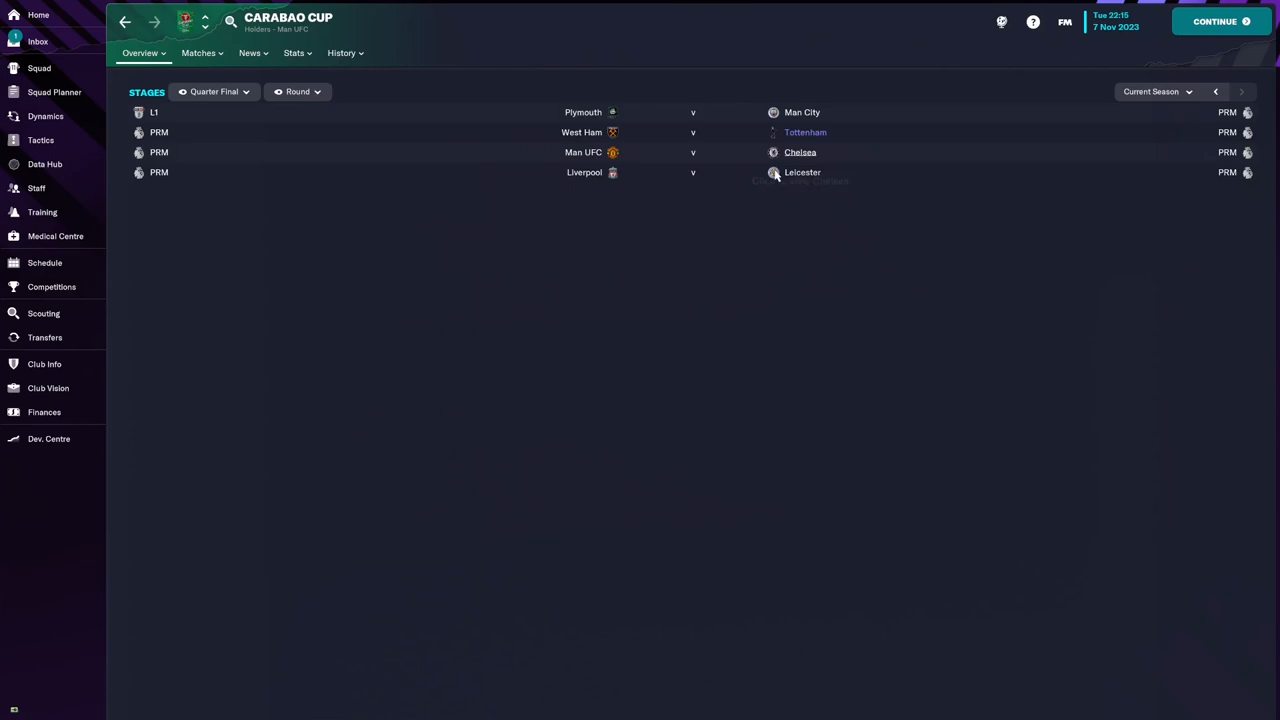 Home
1
Inbox
Squad
Squad Planner
Dynamics
Tactics
Data Hub
Staff
Training
Medical Centre
Schedule
Competitions
Scouting
Transfers
Club Info
Club Vision
Finances
Dev. Centre
CARABAO CUP
Holders - Man UFC
FM
Tue 22:15
7 Nov 2023
CONTINUE
Overview Matches News Stats History
STAGES Quarter Final Round Current Season
L1 Plymouth v Man City PRM
PRM West Ham v Tottenham PRM
PRM Man UFC v Chelsea PRM
PRM Liverpool v Leicester PRM